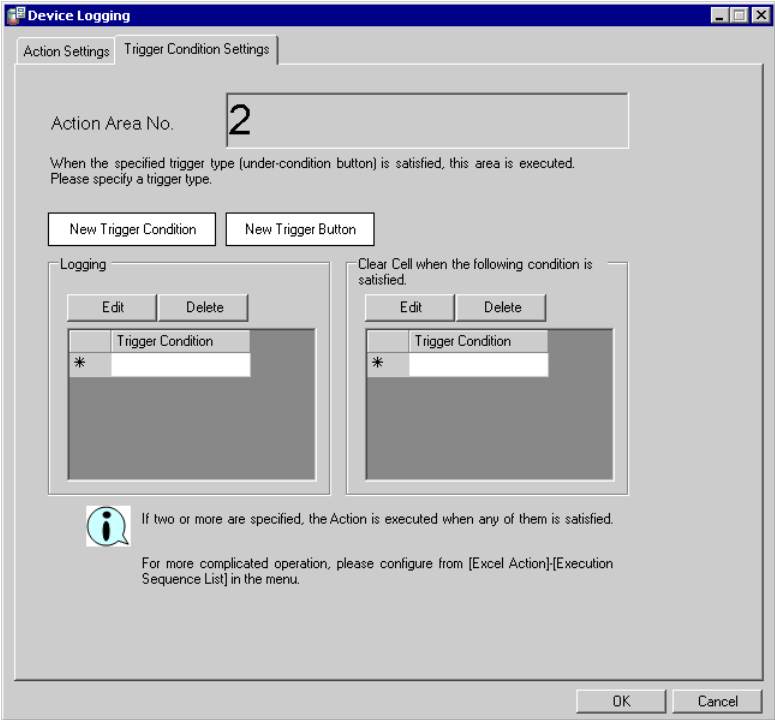 Device Logging
Action Settings
Trigger Condition Settings
Action Area No.
2
When the specified trigger type (under-condition button) is satisfied, this area is executed.
Please specify a trigger type.
New Trigger Condition
New Trigger Button
Logging
Edit
Delete
Trigger Condition
*
Clear Cell when the following condition is
satisfied.
Edit
Delete
Trigger Condition
*
If two or more are specified, the Action is executed when any of them is satisfied.
For more complicated operation, please configure from [Excel Action]-[Execution
Sequence List] in the menu.
OK
Cancel